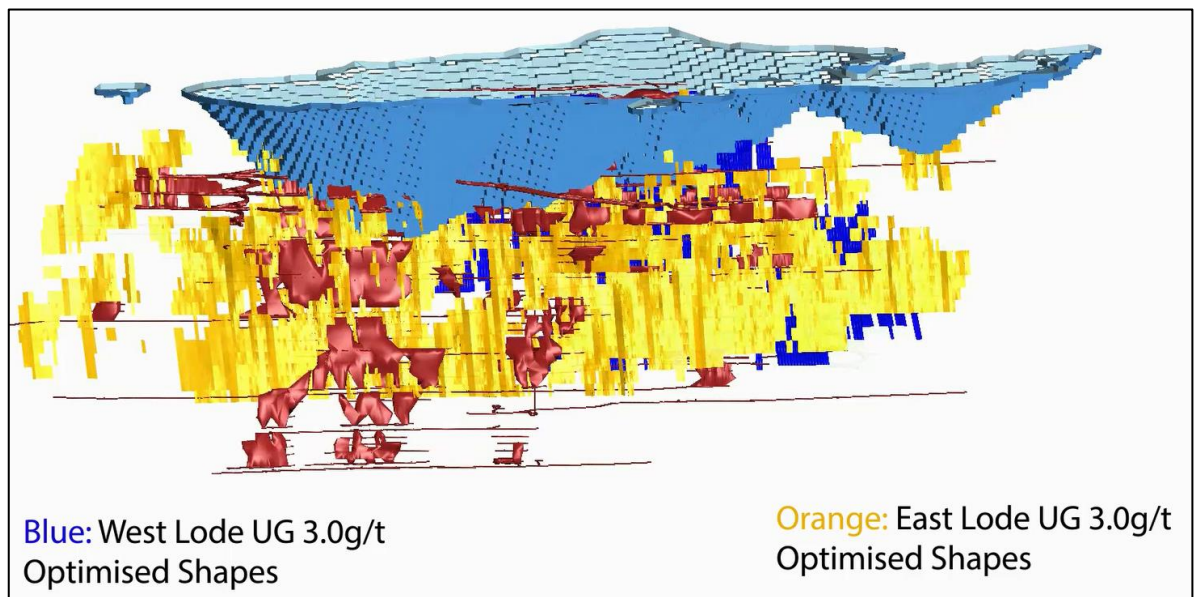 Blue: West Lode UG 3.0g/t
Optimised Shapes
Orange: East Lode UG 3.0g/t
Optimised Shapes